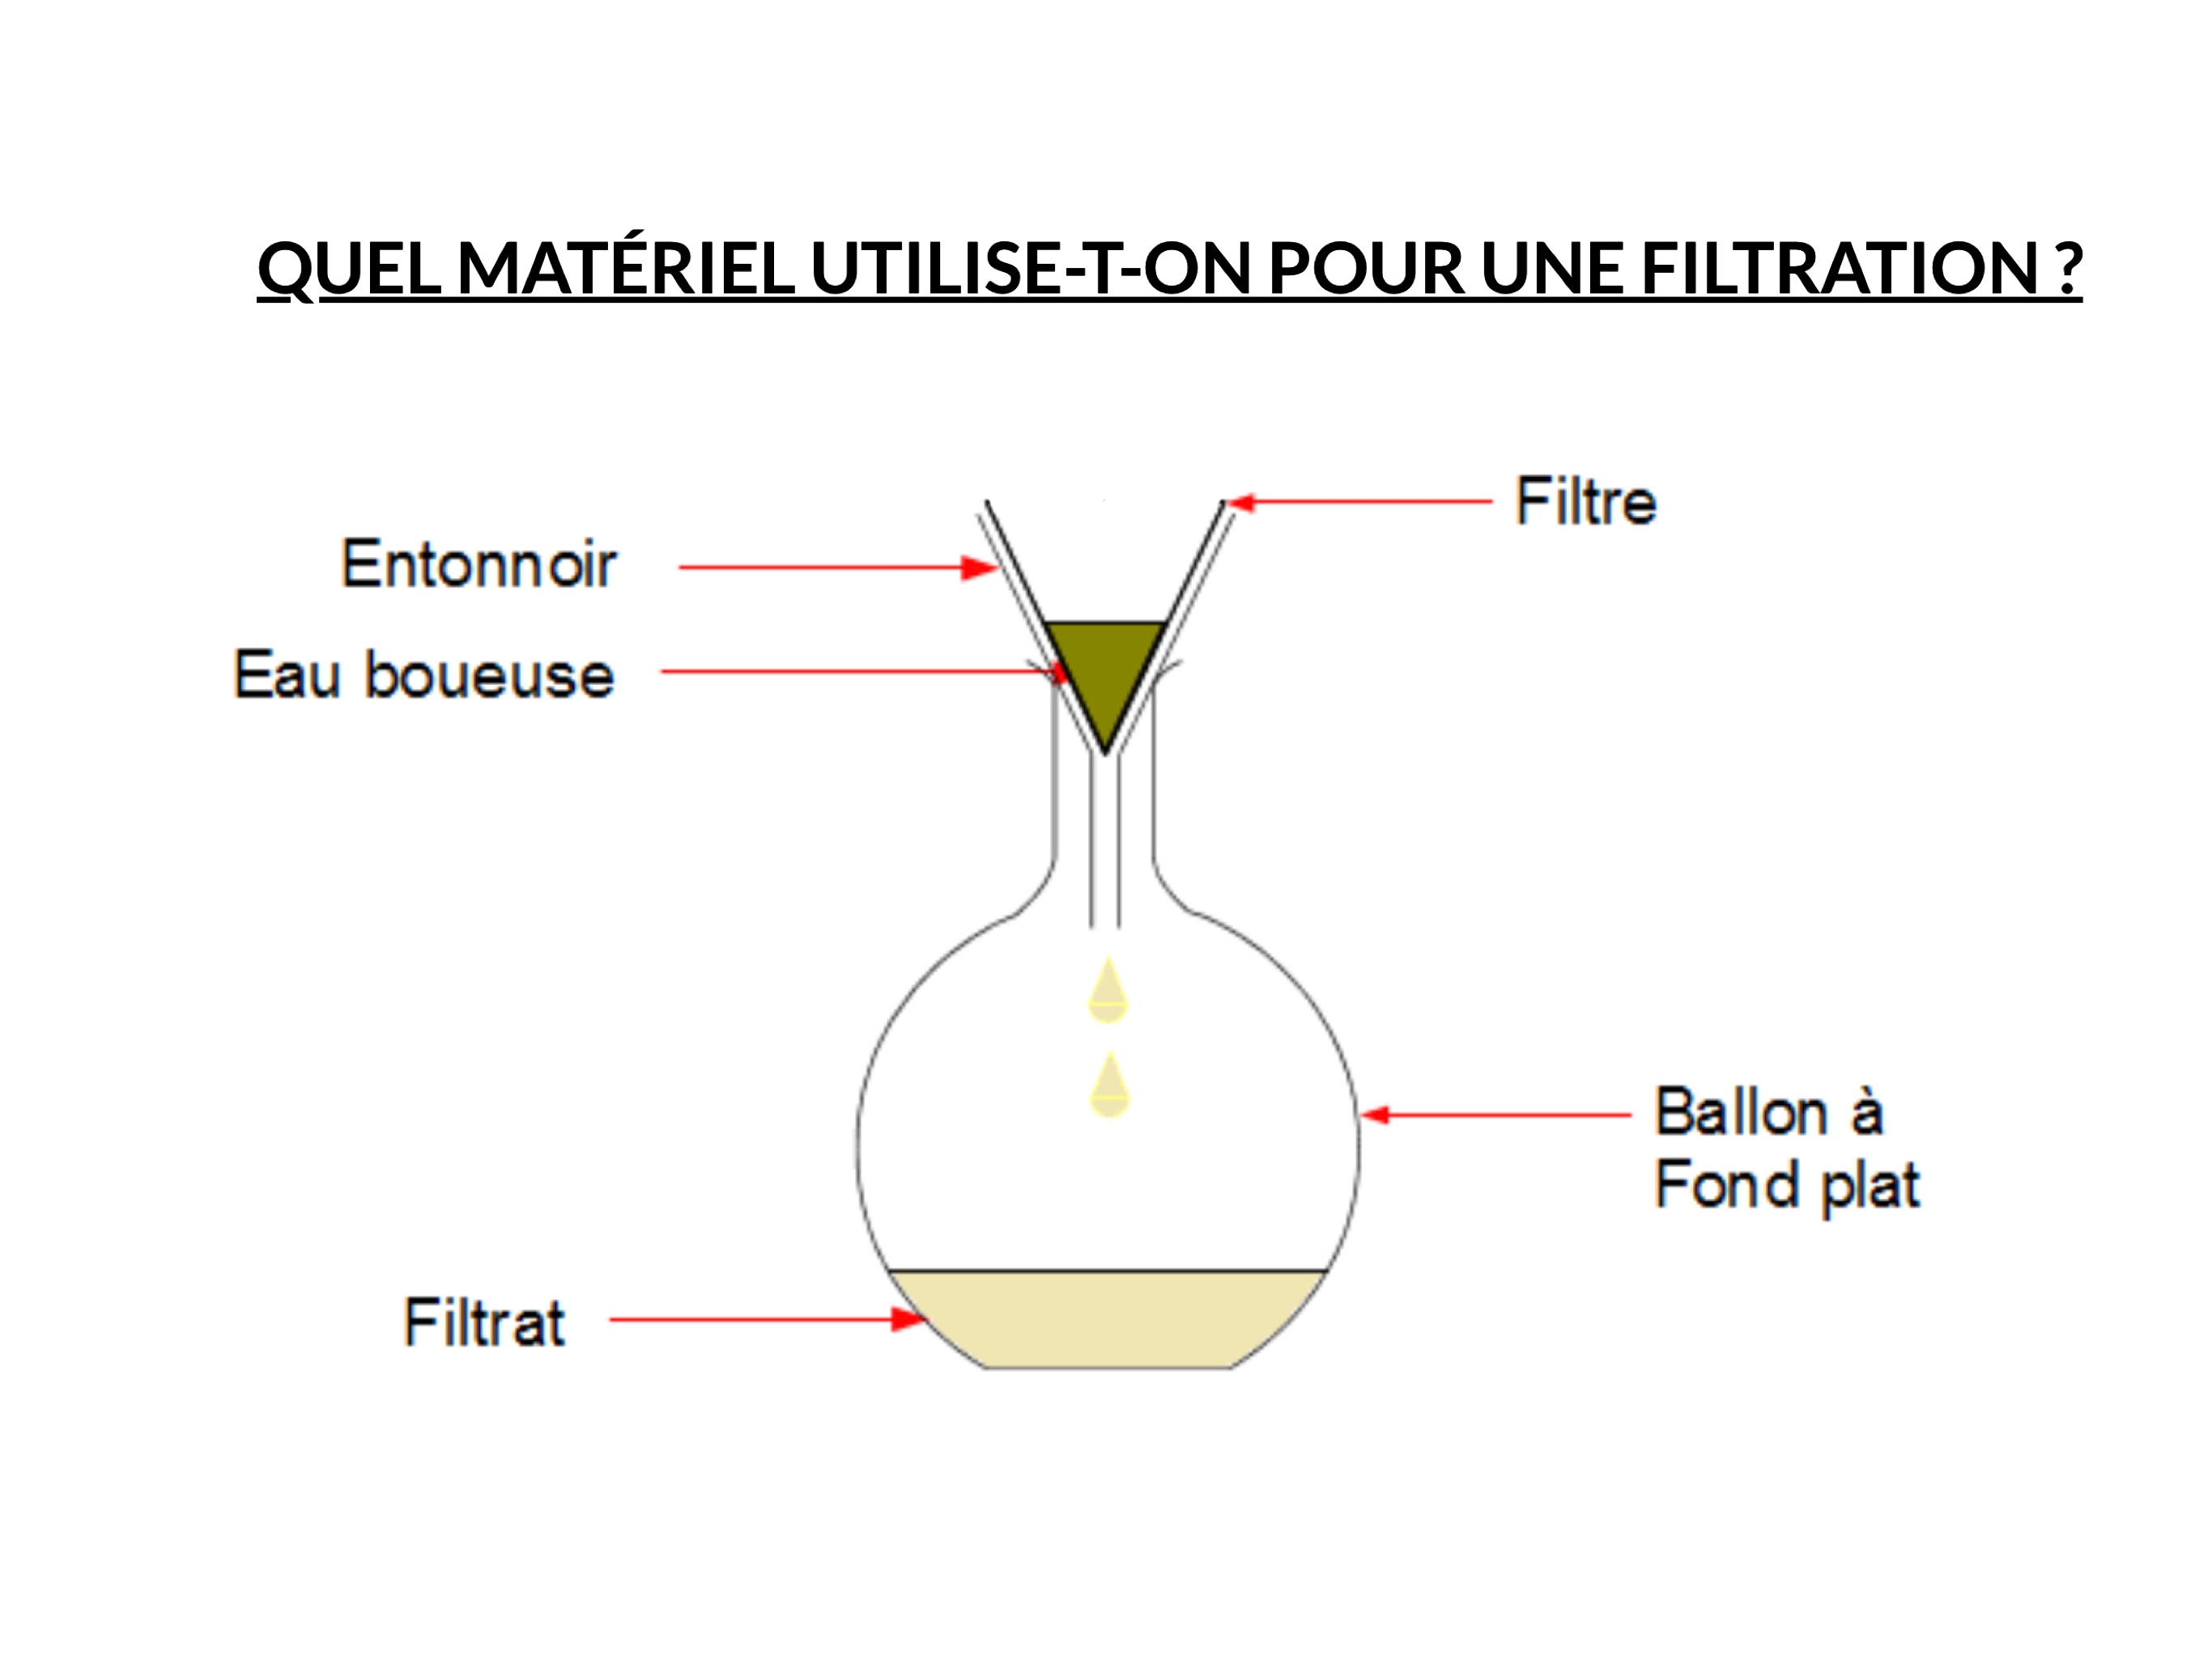 QUEL MATÉRIEL UTILISE-T-ON POUR UNE FILTRATION ?
Filtre
Entonnoir
Eau boueuse
Ballon à
Fond plat
Filtrat